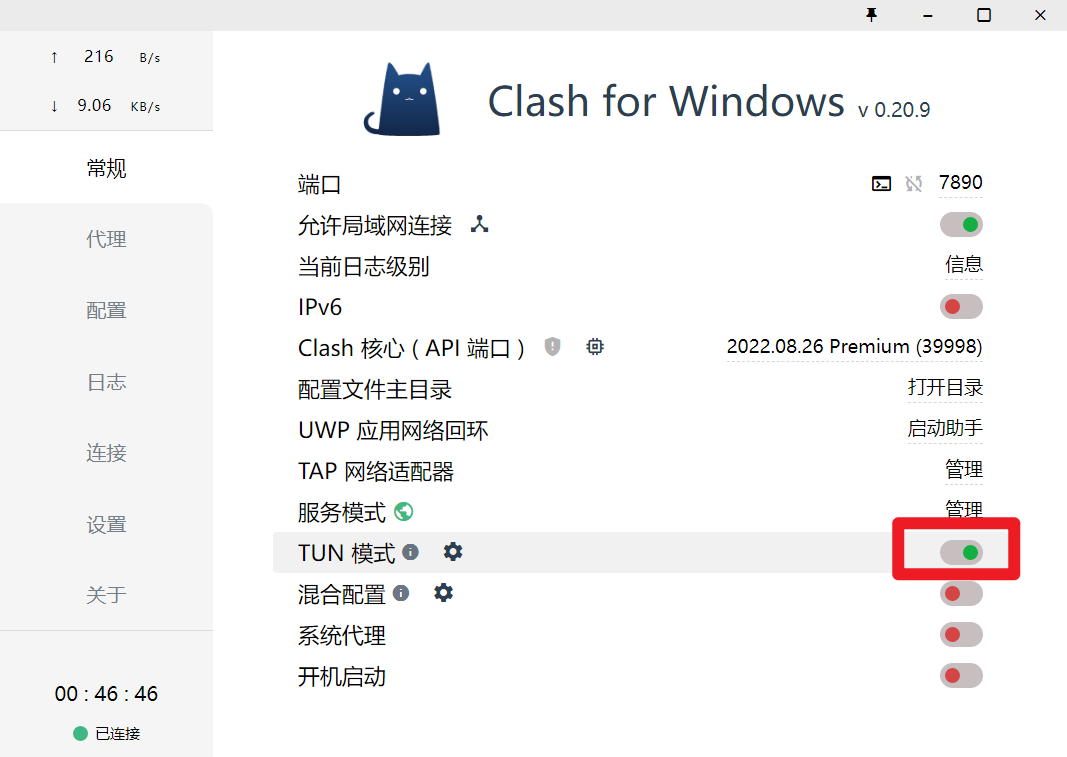 ↑ 216 B/s
↓ 9.06 KB/s
常规
代理
配置
日志
连接
设置
关于
00 : 46 : 46
已连接
Clash for Windows v 0.20.9
端口 7890
允许局域网连接
当前日志级别 信息
IPv6
Clash 核心 ( API 端口 ) 2022.08.26 Premium (39998)
配置文件主目录 打开目录
UWP 应用网络回环 启动助手
TAP 网络适配器 管理
服务模式 管理
TUN 模式
混合配置
系统代理
开机启动